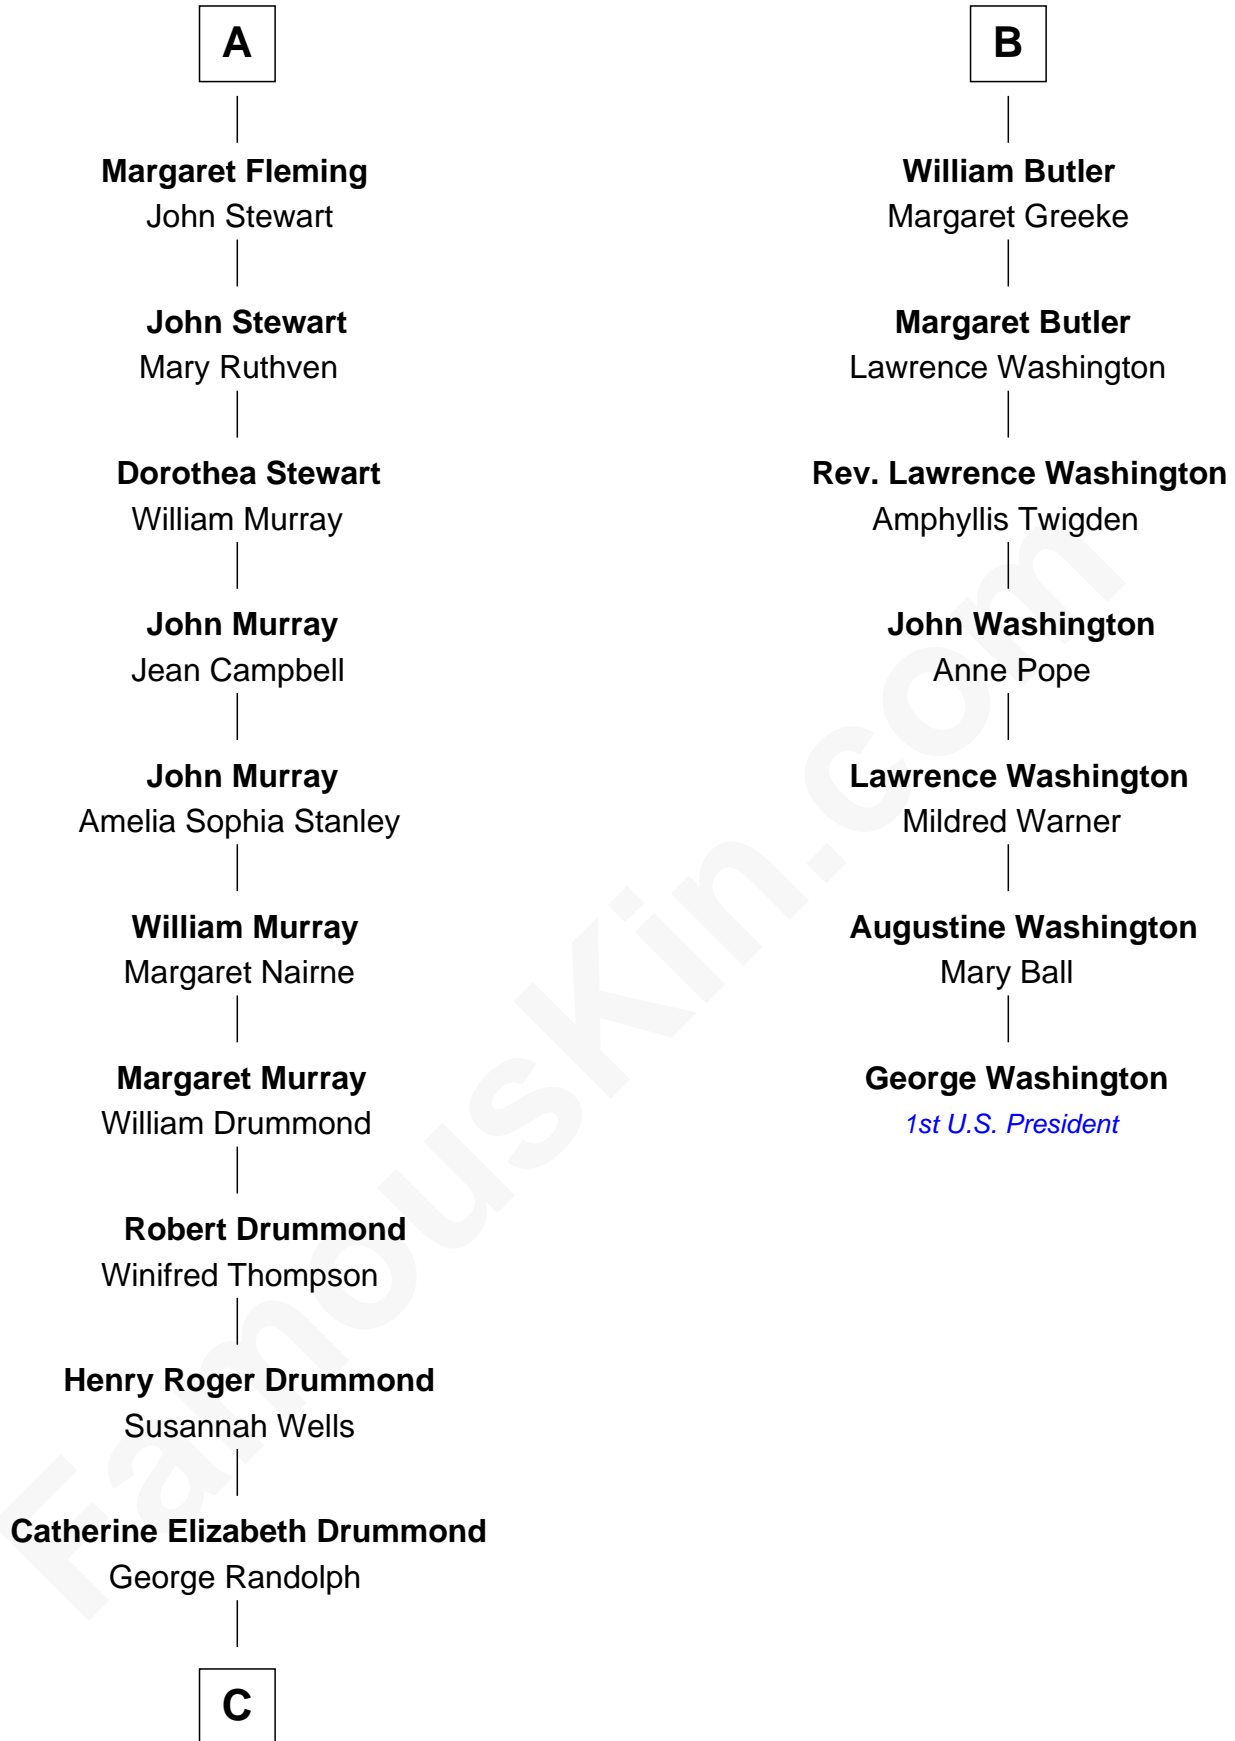 A
Margaret Fleming
John Stewart
John Stewart
Mary Ruthven
Dorothea Stewart
William Murray
John Murray
Jean Campbell
John Murray
Amelia Sophia Stanley
William Murray
Margaret Nairne
Margaret Murray
William Drummond
Robert Drummond
Winifred Thompson
Henry Roger Drummond
Susannah Wells
Catherine Elizabeth Drummond
George Randolph
C
B
William Butler
Margaret Greeke
Margaret Butler
Lawrence Washington
Rev. Lawrence Washington
Amphyllis Twigden
John Washington
Anne Pope
Lawrence Washington
Mildred Warner
Augustine Washington
Mary Ball
George Washington
1st U.S. President
FamousKin.com